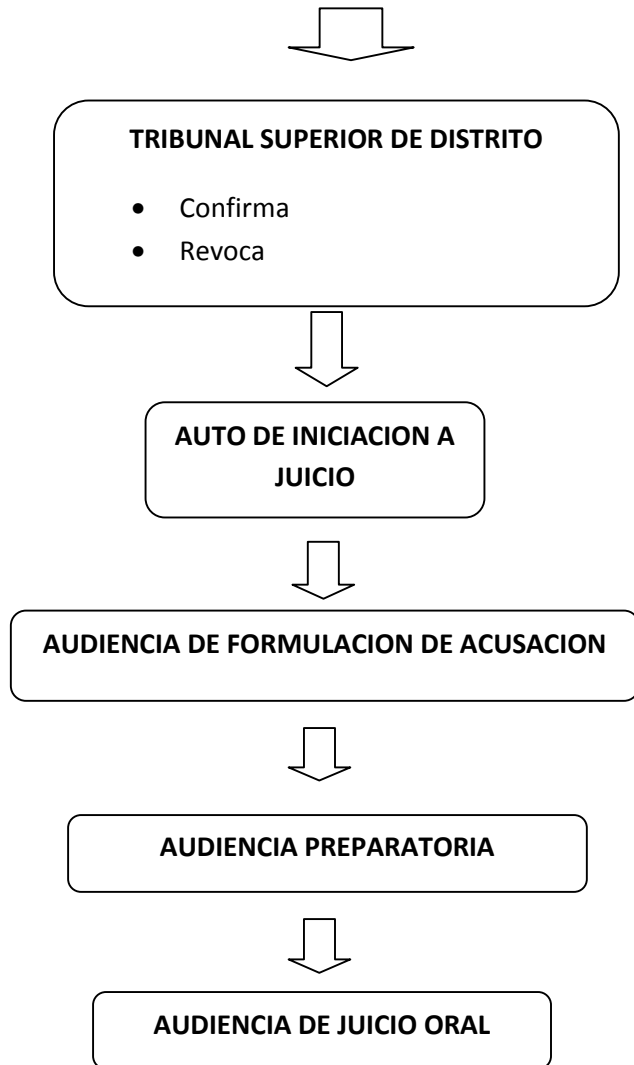 TRIBUNAL SUPERIOR DE DISTRITO
• Confirma
• Revoca
AUTO DE INICIACION A
JUICIO
AUDIENCIA DE FORMULACION DE ACUSACION
AUDIENCIA PREPARATORIA
AUDIENCIA DE JUICIO ORAL